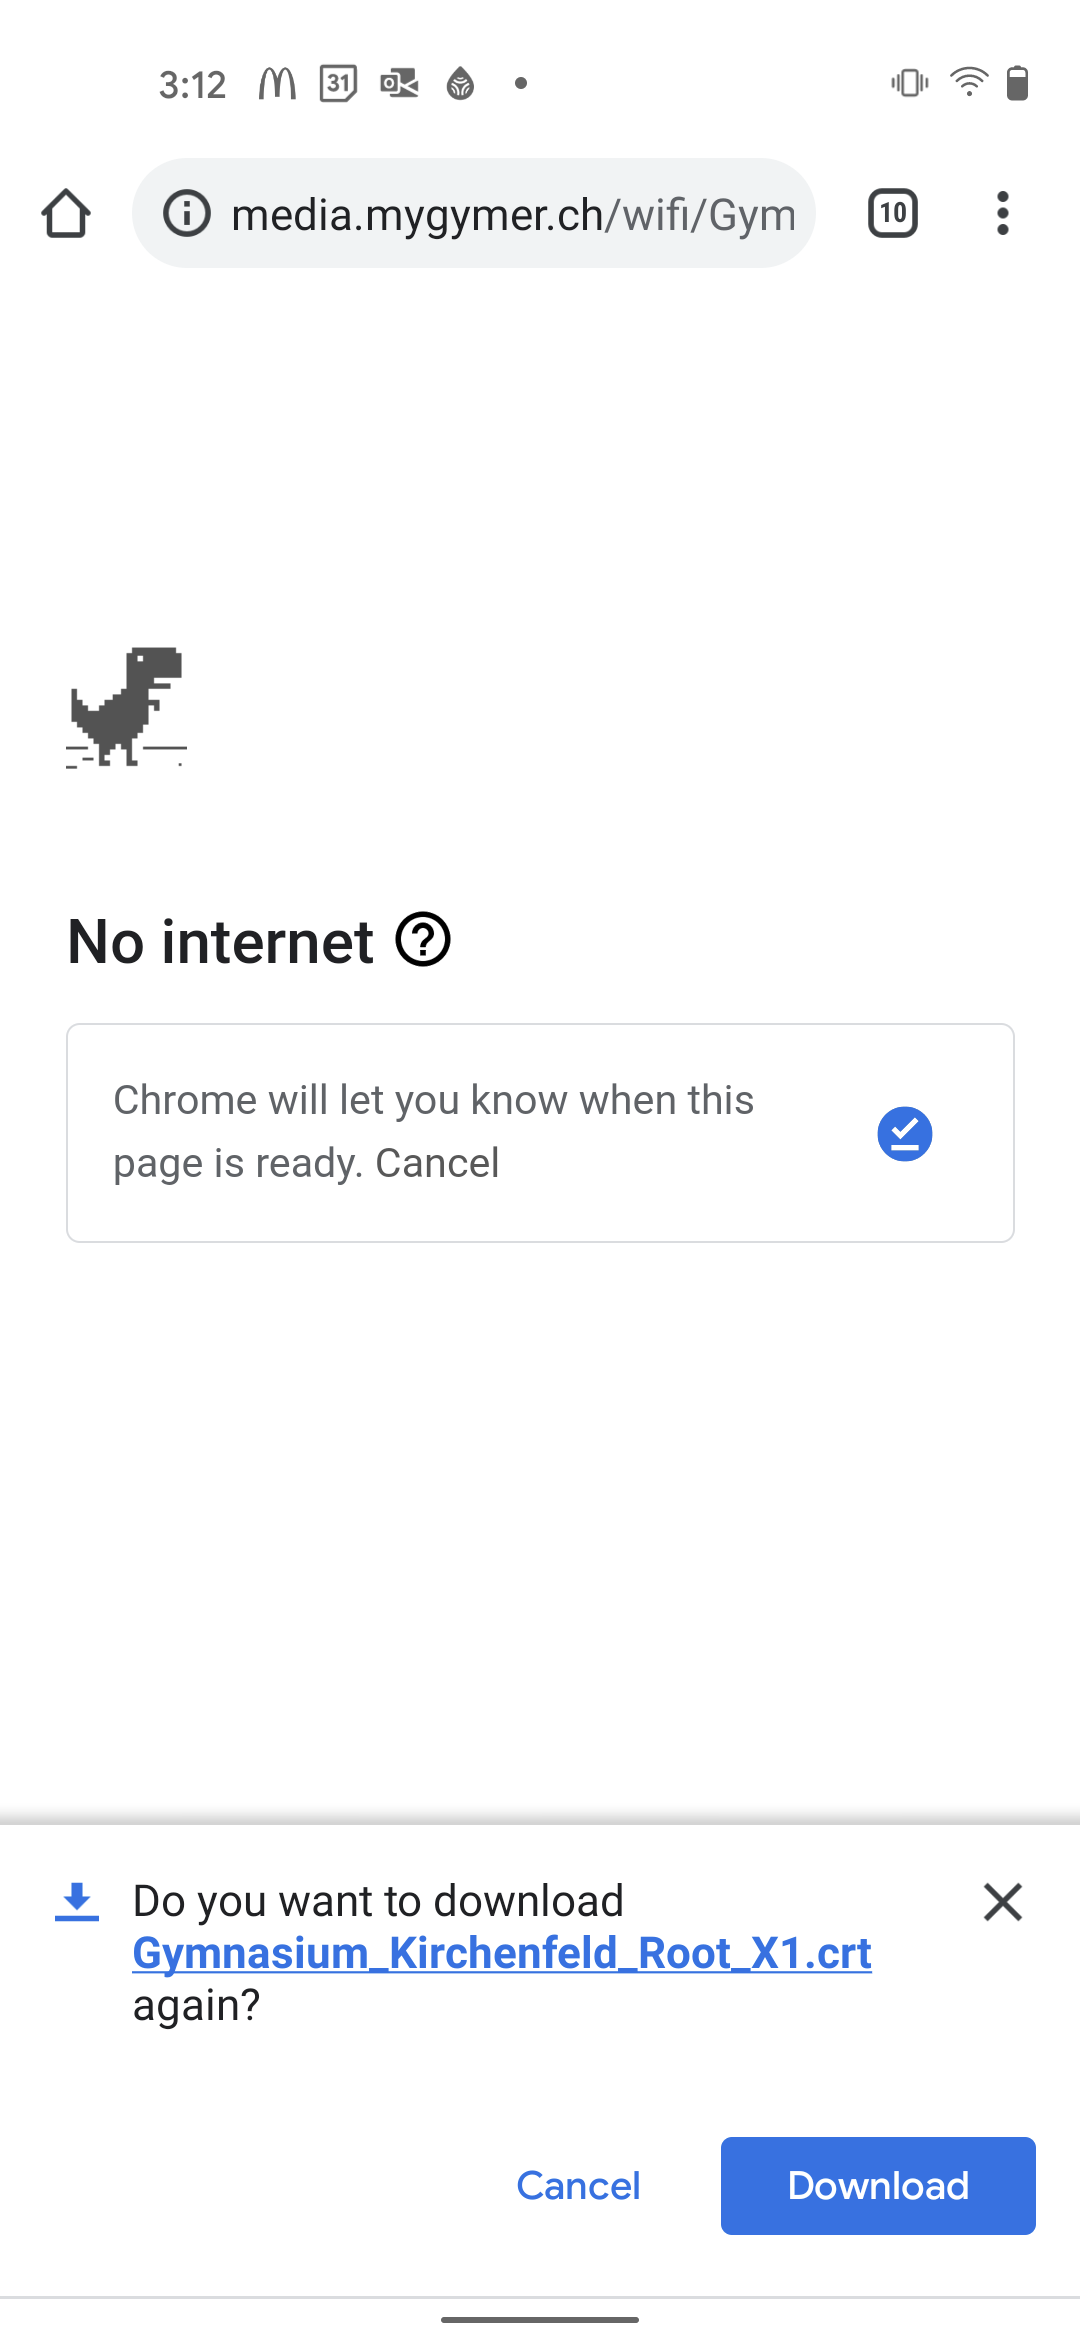 3:12
31
media.mygymer.ch/wifi/Gym
10
No internet
Chrome will let you know when this
page is ready. Cancel
Do you want to download
Gymnasium_Kirchenfeld_Root_X1.crt
again?
Cancel
Download